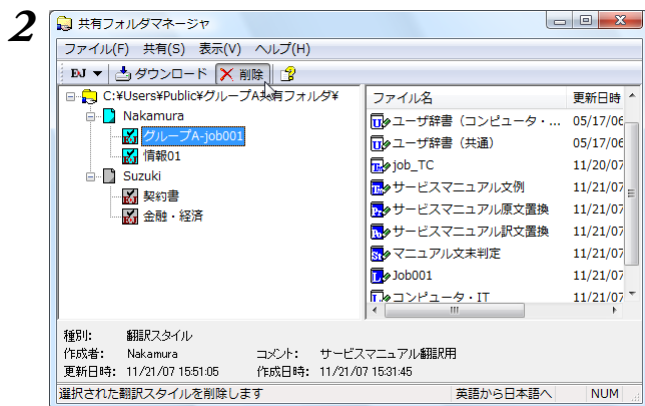 2
共有フォルダマネージャ
ファイル(F) 共有(S) 表示(V) ヘルプ(H)
EJ ダウンロード 削除
C:¥Users¥Public¥グループA共有フォルダ¥
Nakamura
グループA-job001
情報01
Suzuki
契約書
金融・経済
ファイル名 更新日時
ユーザ辞書（コンピュータ・... 05/17/06
ユーザ辞書（共通） 05/17/06
job_TC 11/20/07
サービスマニュアル文例 11/21/07
サービスマニュアル原文置換 11/21/07
サービスマニュアル訳文置換 11/21/07
マニュアル文末判定 11/21/07
Job001 11/21/07
コンピュータ・IT 11/21/07
種別: 翻訳スタイル
作成者: Nakamura コメント: サービスマニュアル翻訳用
更新日時: 11/21/07 15:51:05 作成日時: 11/21/07 15:31:45
選択された翻訳スタイルを削除します 英語から日本語へ NUM